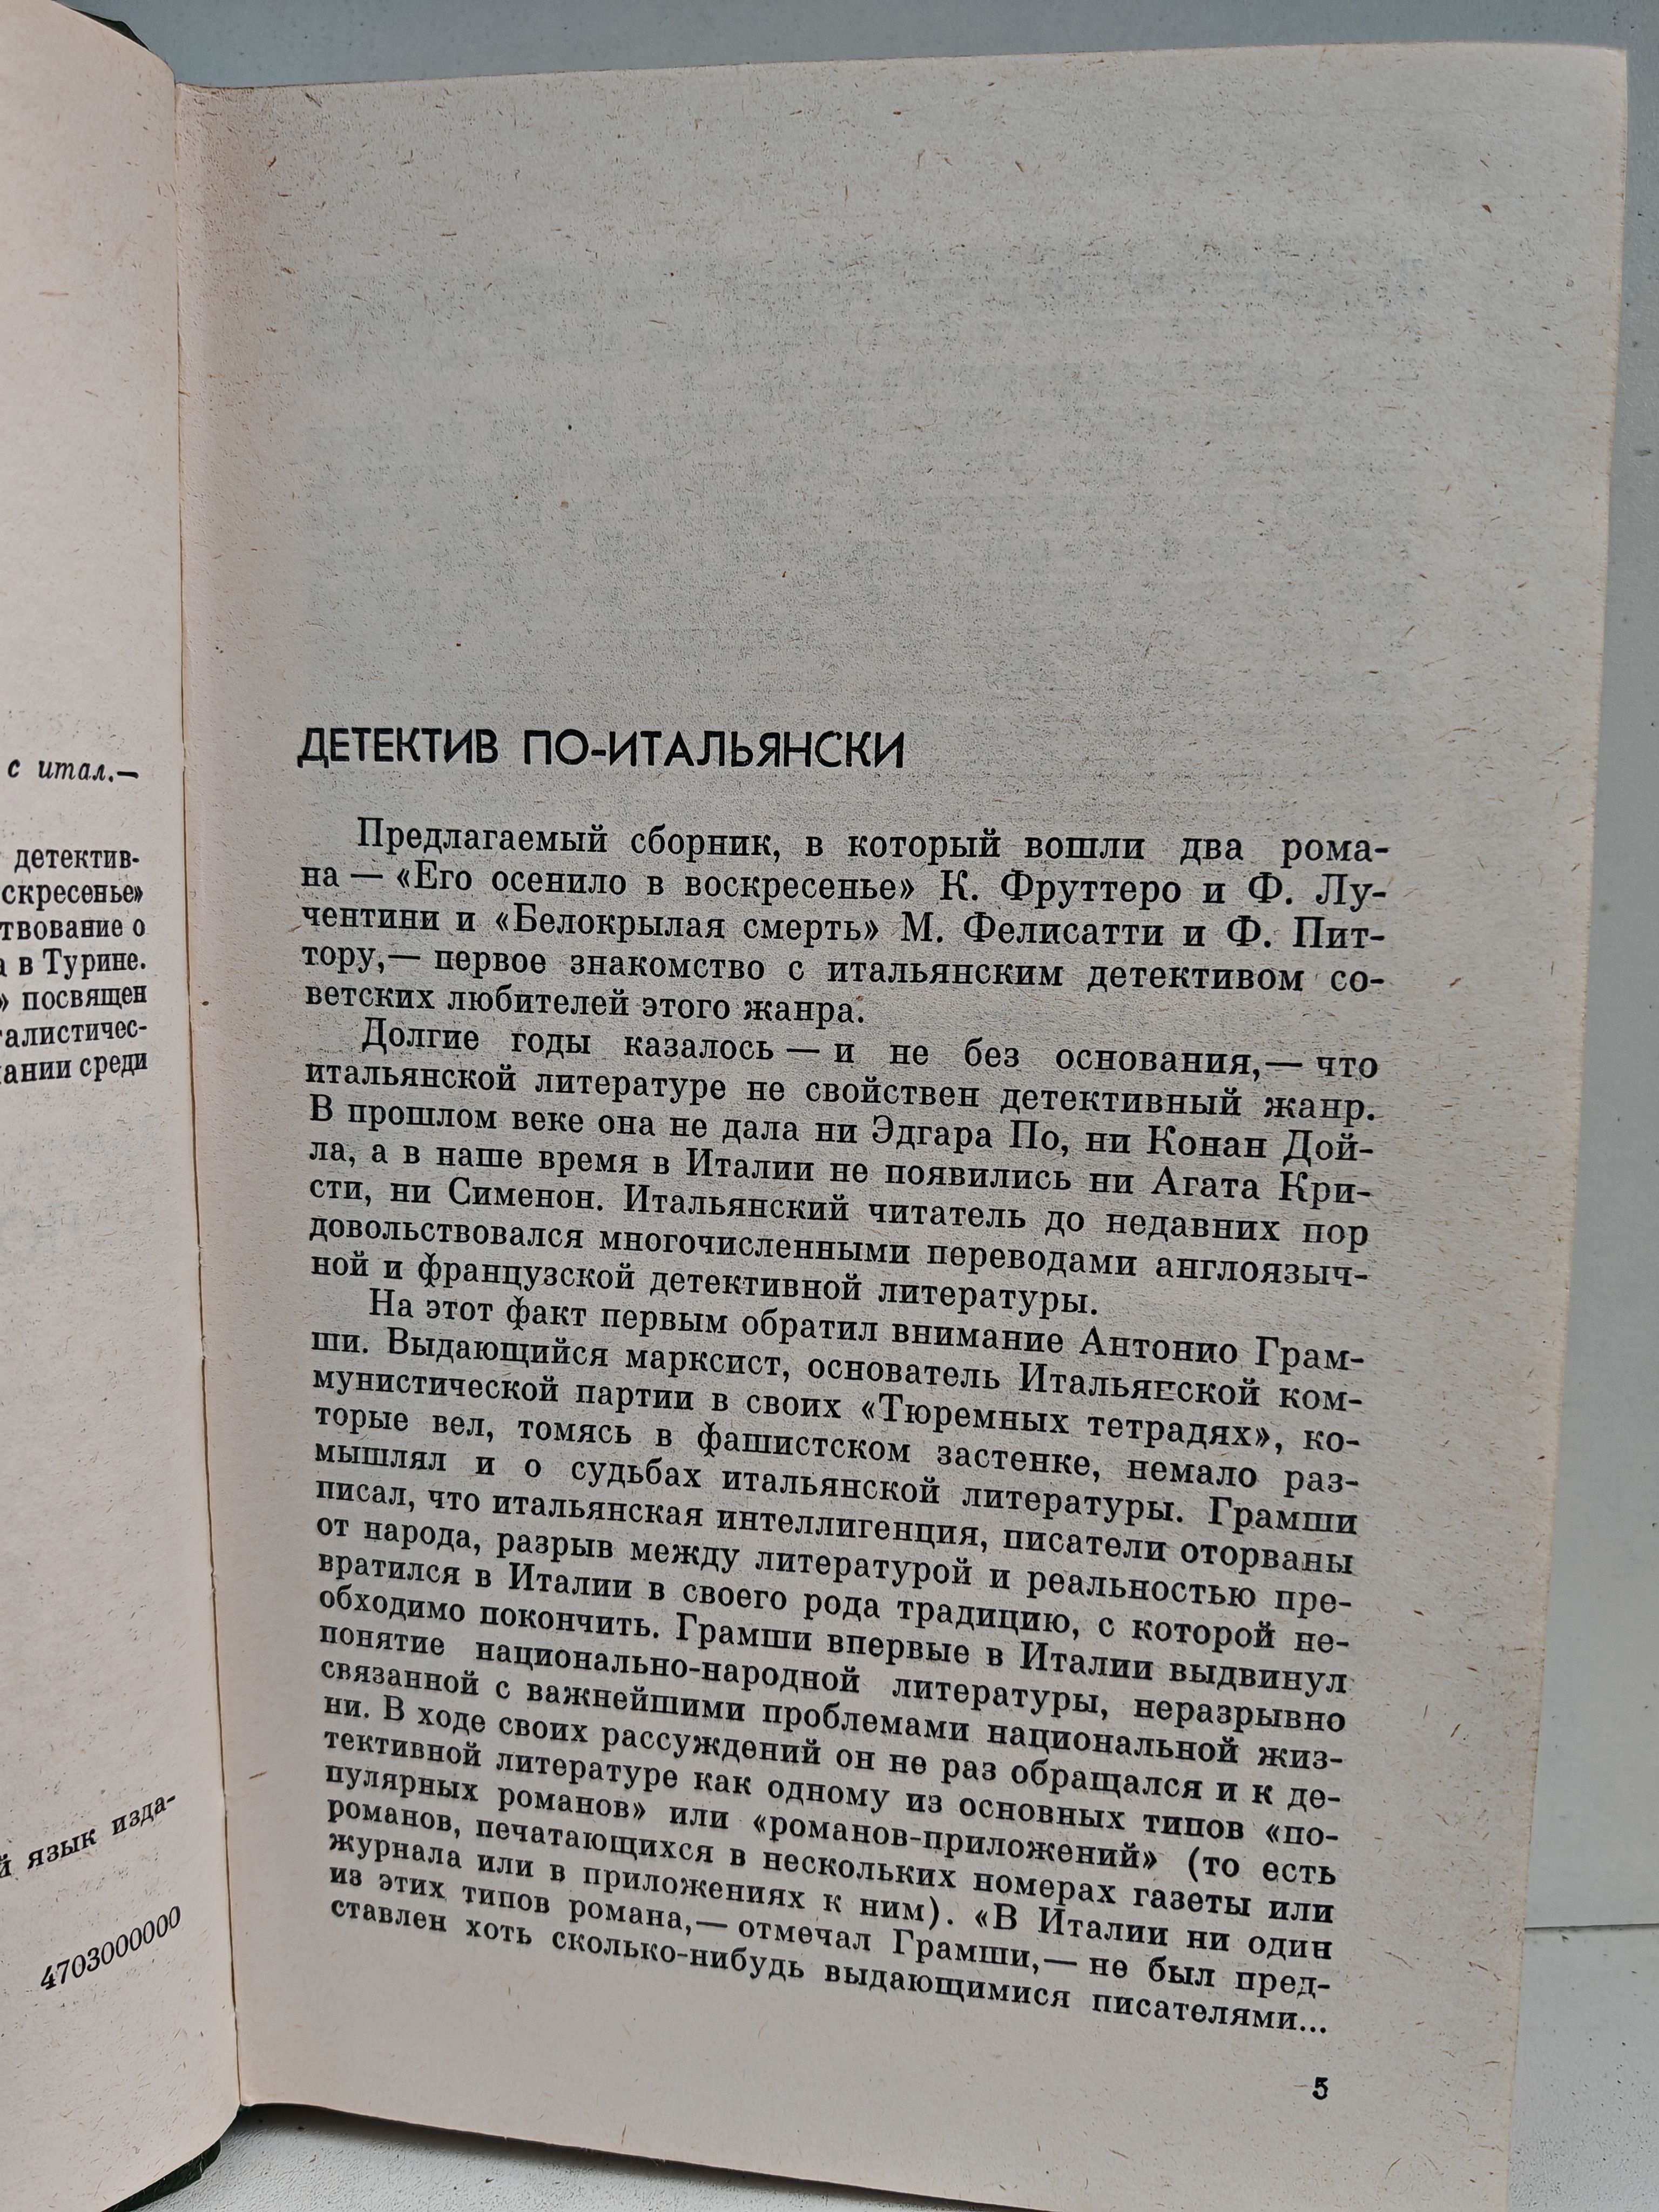 с итал.—
детектив-
скресенье»
твование о
а в Турине.
» посвящен
талистичес-
ании среди
й язык изда-
4703000000
ДЕТЕКТИВ ПО-ИТАЛЬЯНСКИ
Предлагаемый сборник, в который вошли два рома-
на — «Его осенило в воскресенье» К. Фруттеро и Ф. Лу-
чентини и «Белокрылая смерть» М. Фелисатти и Ф. Пит-
тору,— первое знакомство с итальянским детективом со-
ветских любителей этого жанра.
Долгие годы казалось — и не без основания,— что
итальянской литературе не свойствен детективный жанр.
В прошлом веке она не дала ни Эдгара По, ни Конан Дой-
ла, а в наше время в Италии не появились ни Агата Кри-
сти, ни Сименон. Итальянский читатель до недавних пор
довольствовался многочисленными переводами англоязыч-
ной и французской детективной литературы.
На этот факт первым обратил внимание Антонио Грам-
ши. Выдающийся марксист, основатель Итальянской ком-
мунистической партии в своих «Тюремных тетрадях», ко-
торые вел, томясь в фашистском застенке, немало раз-
мышлял и о судьбах итальянской литературы. Грамши
писал, что итальянская интеллигенция, писатели оторваны
от народа, разрыв между литературой и реальностью пре-
вратился в Италии в своего рода традицию, с которой не-
обходимо покончить. Грамши впервые в Италии выдвинул
понятие национально-народной литературы, неразрывно
связанной с важнейшими проблемами национальной жиз-
ни. В ходе своих рассуждений он не раз обращался и к де-
тективной литературе как одному из основных типов «по-
пулярных романов» или «романов-приложений» (то есть
романов, печатающихся в нескольких номерах газеты или
журнала или в приложениях к ним). «В Италии ни один
из этих типов романа,— отмечал Грамши,— не был пред-
ставлен хоть сколько-нибудь выдающимися писателями...
5